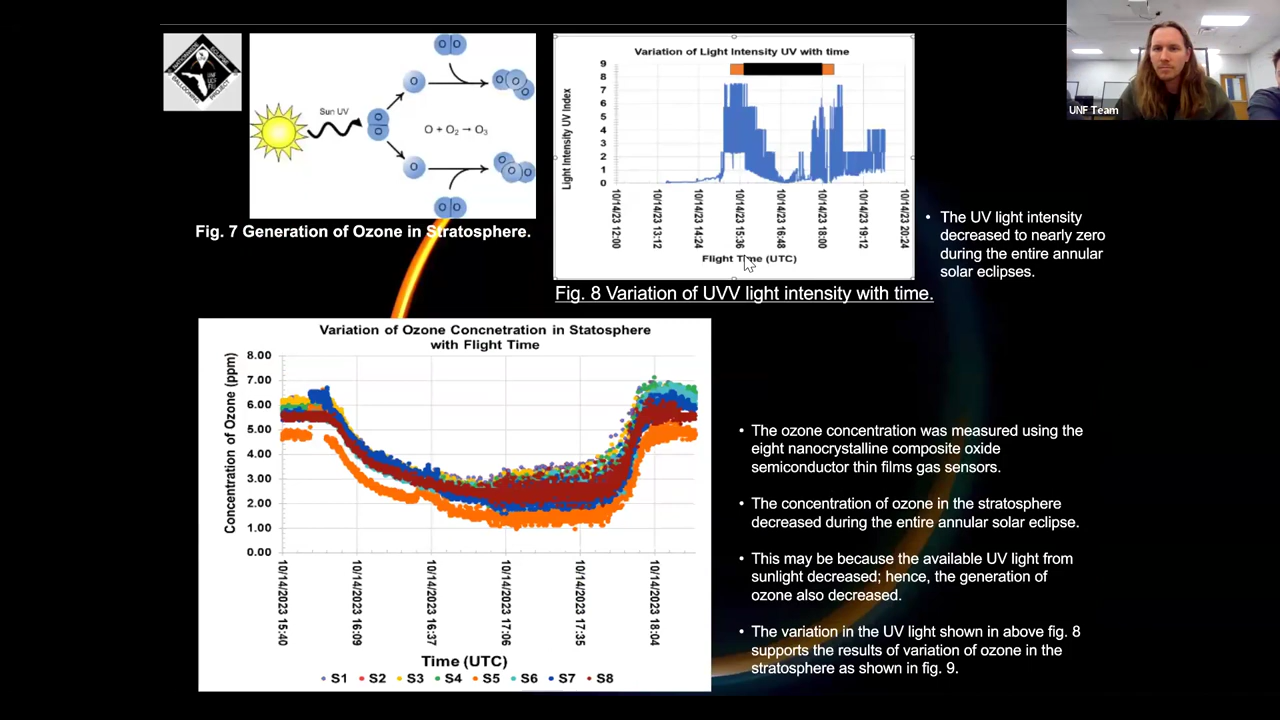 NATIONWIDE ECLIPSE
UNF
UCF
BALLOONING PROJECT
O O
O
O
O
O
Sun UV
O
O
O + O₂ → O₃
O
O
O
O
O O
Fig. 7 Generation of Ozone in Stratosphere.
Variation of Light Intensity UV with time
Light Intensity UV Index
9
8
7
6
5
4
3
2
1
0
10/14/23 12:00
10/14/23 13:12
10/14/23 14:24
10/14/23 15:36
10/14/23 16:48
10/14/23 18:00
10/14/23 19:12
10/14/23 20:24
Flight Time (UTC)
Fig. 8 Variation of UVV light intensity with time.
UNF Team
• The UV light intensity
decreased to nearly zero
during the entire annular
solar eclipses.
Variation of Ozone Concnetration in Statosphere
with Flight Time
Concentration of Ozone (ppm)
8.00
7.00
6.00
5.00
4.00
3.00
2.00
1.00
0.00
10/14/2023 15:40
10/14/2023 16:09
10/14/2023 16:37
10/14/2023 17:06
10/14/2023 17:35
10/14/2023 18:04
Time (UTC)
S1 S2 S3 S4 S5 S6 S7 S8
• The ozone concentration was measured using the
eight nanocrystalline composite oxide
semiconductor thin films gas sensors.
• The concentration of ozone in the stratosphere
decreased during the entire annular solar eclipse.
• This may be because the available UV light from
sunlight decreased; hence, the generation of
ozone also decreased.
• The variation in the UV light shown in above fig. 8
supports the results of variation of ozone in the
stratosphere as shown in fig. 9.